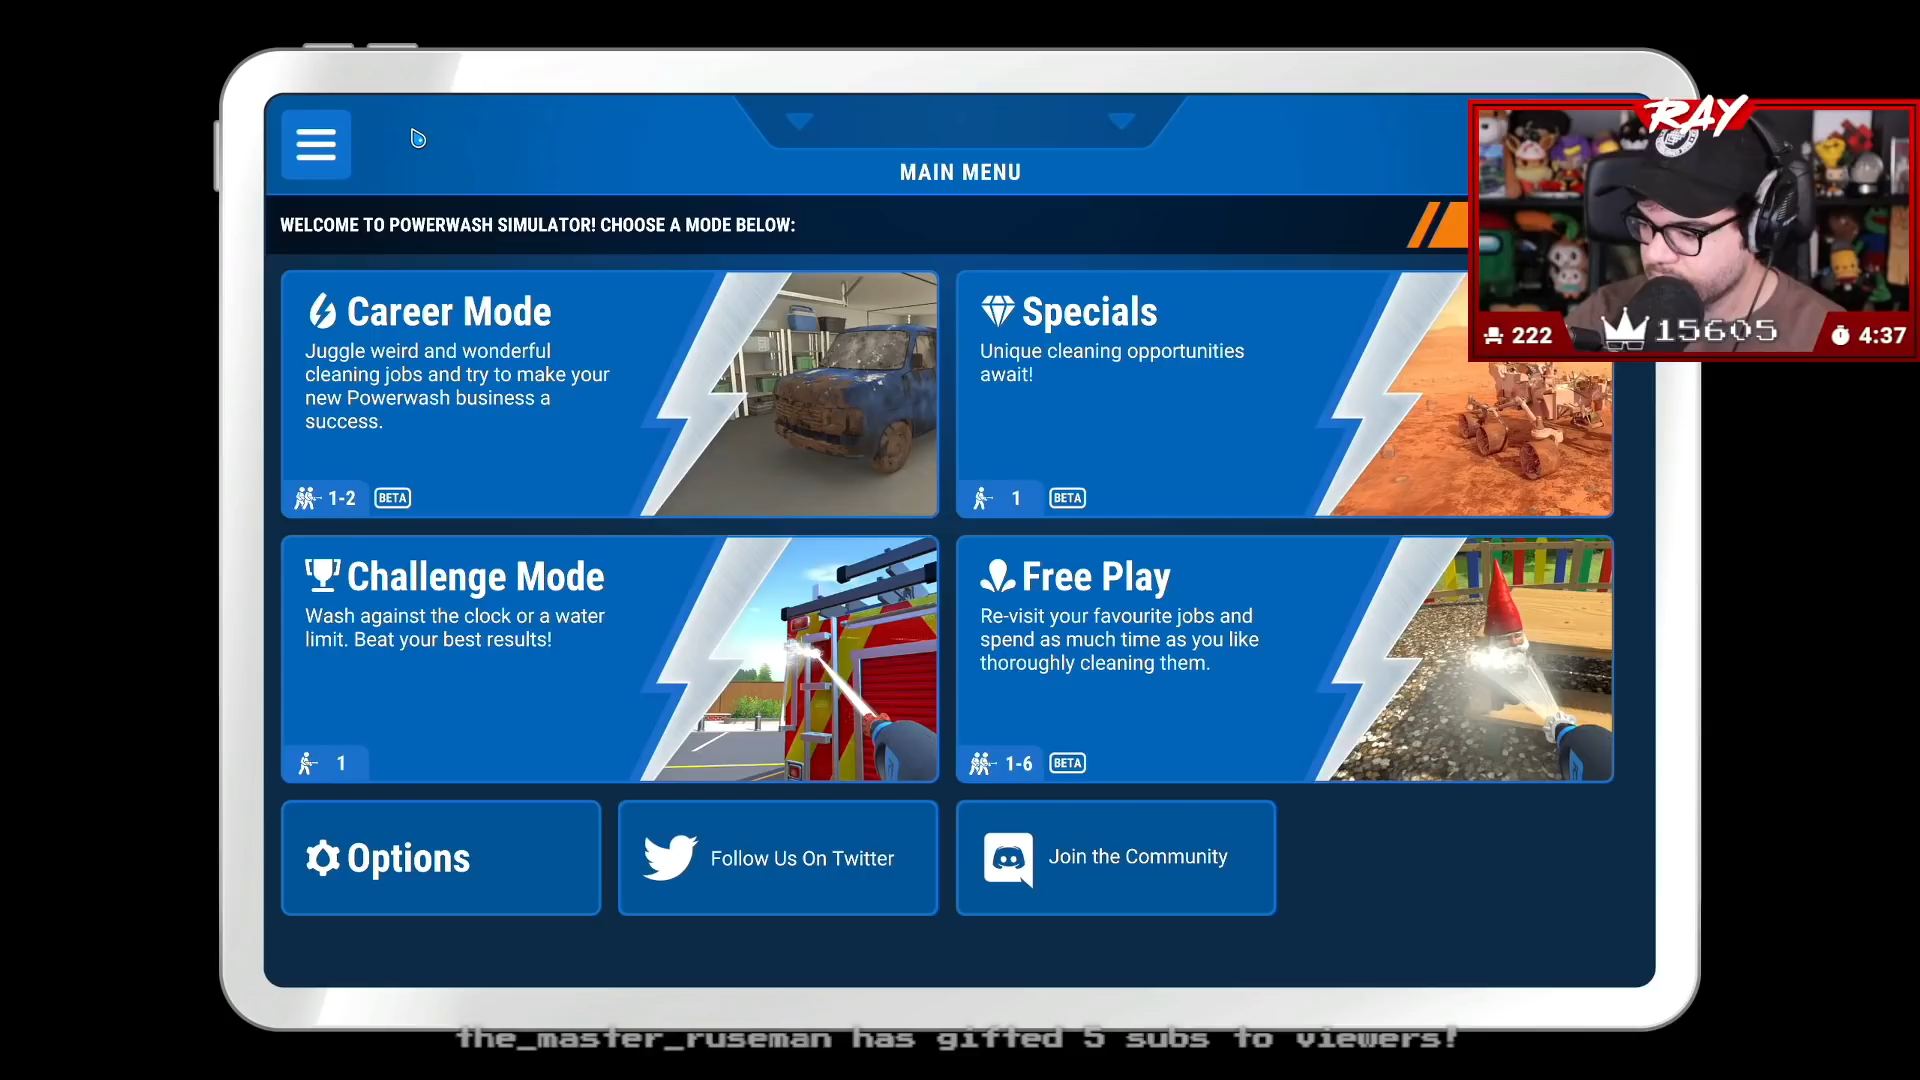 RAY
MAIN MENU
WELCOME TO POWERWASH SIMULATOR! CHOOSE A MODE BELOW:
222
15605
4:37
Career Mode
Juggle weird and wonderful
cleaning jobs and try to make your
new Powerwash business a
success.
1-2 BETA
Specials
Unique cleaning opportunities
await!
1 BETA
Challenge Mode
Wash against the clock or a water
limit. Beat your best results!
1
Free Play
Re-visit your favourite jobs and
spend as much time as you like
thoroughly cleaning them.
1-6 BETA
Options
Follow Us On Twitter
Join the Community
the_master_ruseman has gifted 5 subs to viewers!